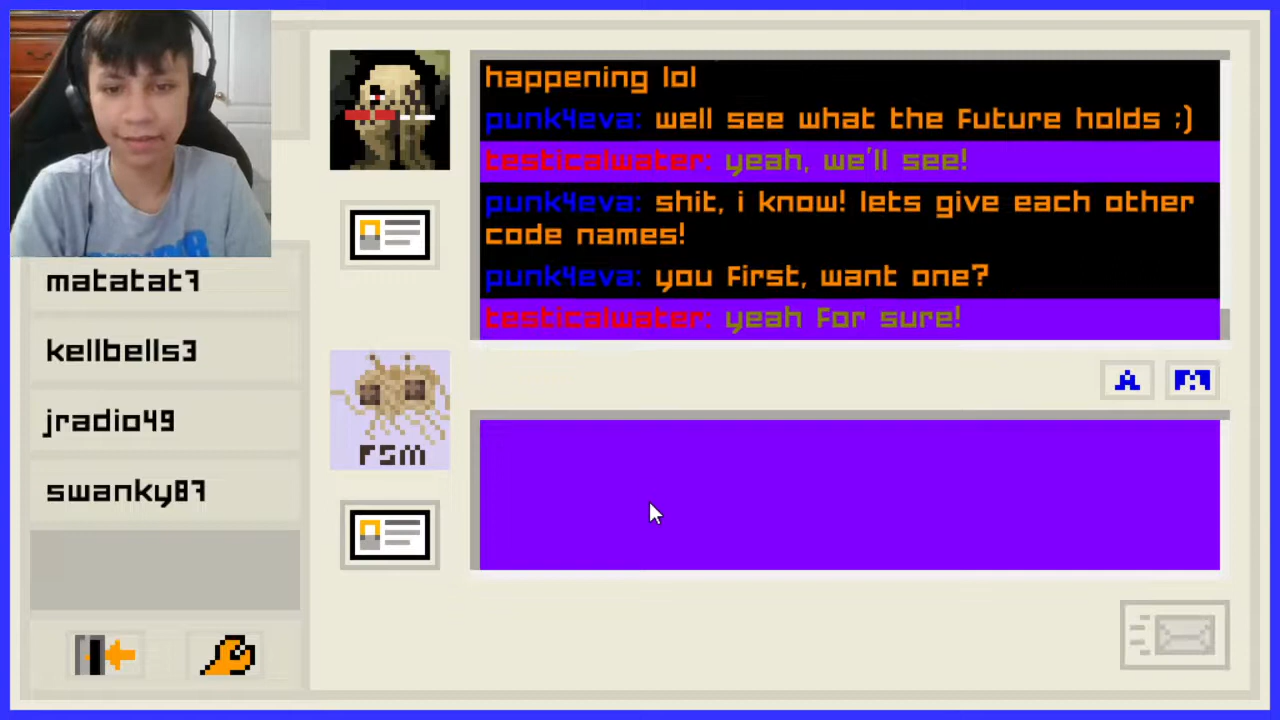 happening lol
punk4eva: well see what the future holds ;)
testicalwater: yeah, we'll see!
punk4eva: shit, i know! lets give each other
code names!
punk4eva: you first, want one?
testicalwater: yeah for sure!
matatat7
kellbells3
jradio49
swanky87
FSM
A